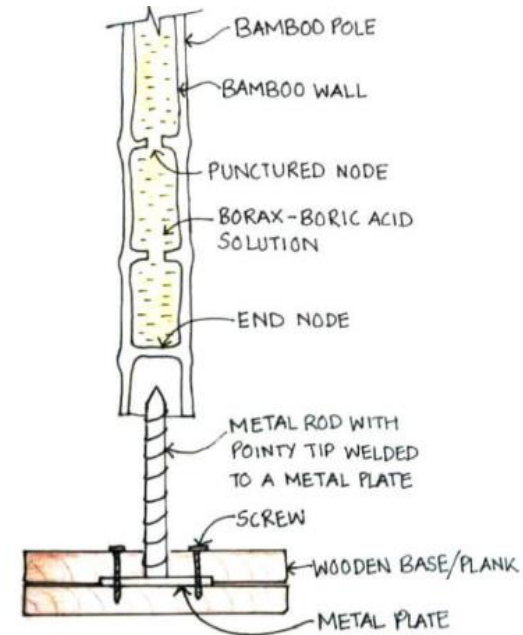 BAMBOO POLE
BAMBOO WALL
PUNCTURED NODE
BORAX-BORIC ACID
SOLUTION
END NODE
METAL ROD WITH
POINTY TIP WELDED
TO A METAL PLATE
SCREW
WOODEN BASE/PLANK
METAL PLATE